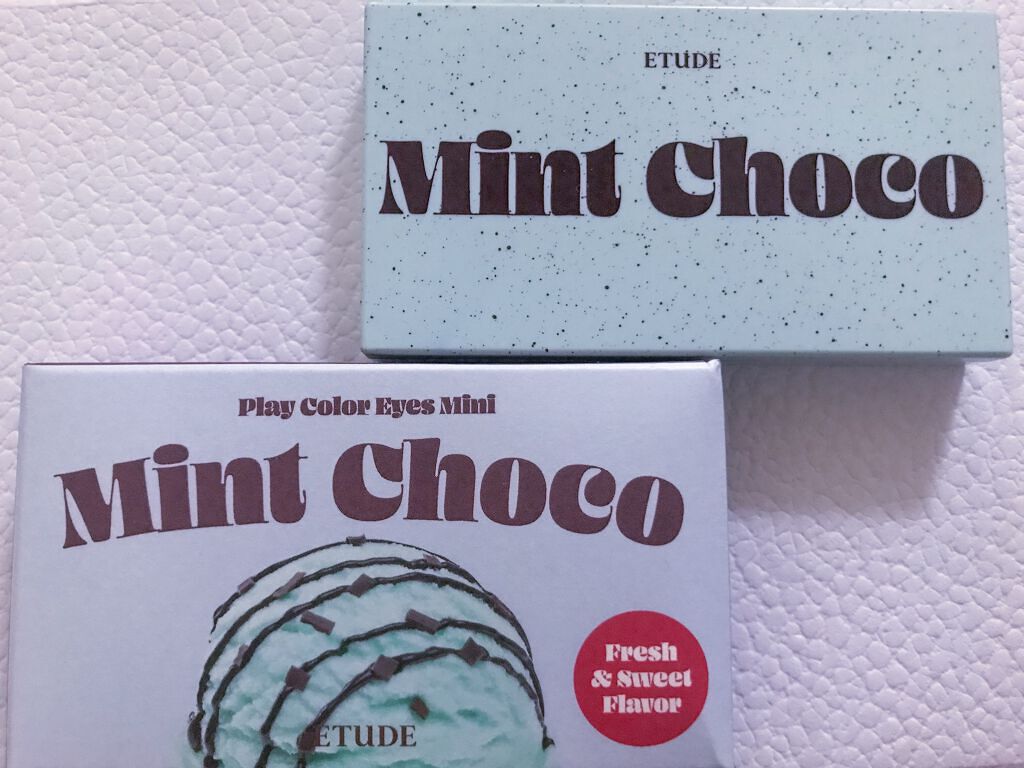 ETUDE
Mint Choco
Play Color Eyes Mini
Mint Choco
Fresh
& Sweet
Flavor
ETUDE